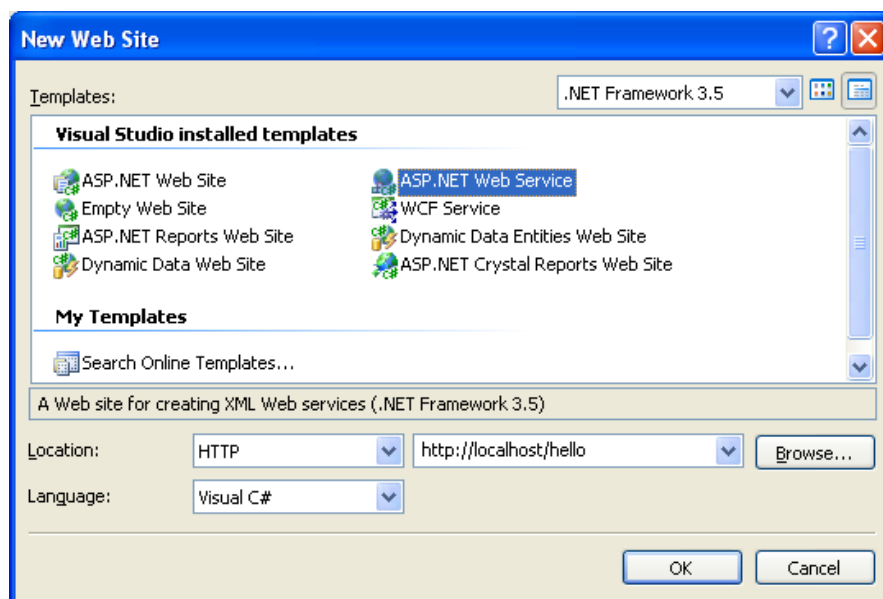 New Web Site
Templates:
.NET Framework 3.5
Visual Studio installed templates
ASP.NET Web Site
ASP.NET Web Service
Empty Web Site
WCF Service
ASP.NET Reports Web Site
Dynamic Data Entities Web Site
Dynamic Data Web Site
ASP.NET Crystal Reports Web Site
My Templates
Search Online Templates...
A Web site for creating XML Web services (.NET Framework 3.5)
Location:
HTTP
http://localhost/hello
Browse...
Language:
Visual C#
OK
Cancel